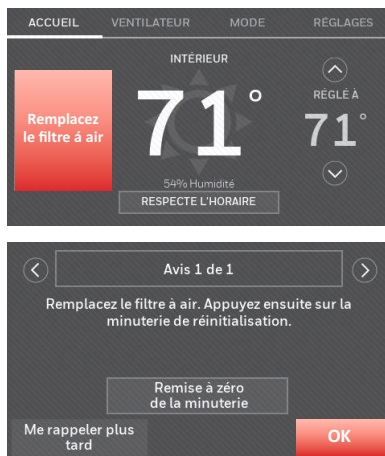 ACCUEIL VENTILATEUR MODE RÉGLAGES
INTÉRIEUR
Remplacez
le filtre á air
71°
RÉGLÉ À
71°
54% Humidité
RESPECTE L'HORAIRE
Avis 1 de 1
Remplacez le filtre à air. Appuyez ensuite sur la
minuterie de réinitialisation.
Remise à zéro
de la minuterie
Me rappeler plus
tard
OK